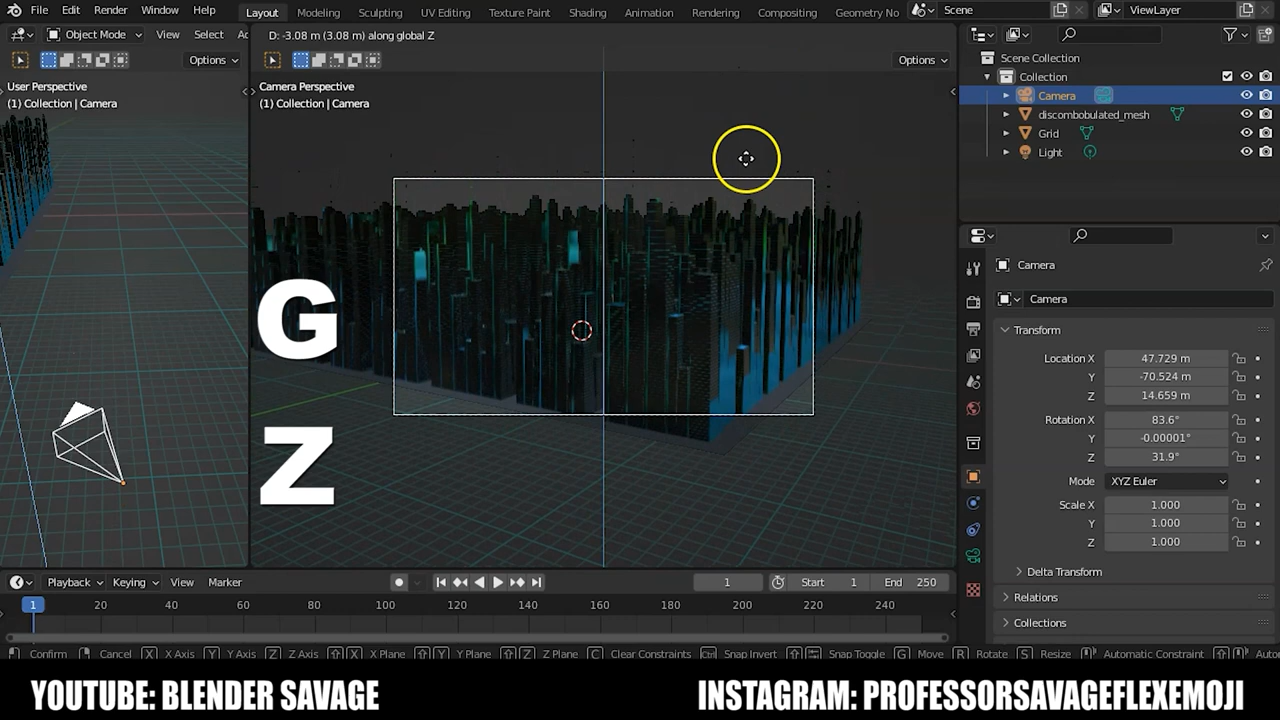 File Edit Render Window Help Layout Modeling Sculpting UV Editing Texture Paint Shading Animation Rendering Compositing Geometry No Scene ViewLayer
Object Mode View Select Ac D: -3.08 m (3.08 m) along global Z
Options Options
User Perspective
(1) Collection | Camera
Camera Perspective
(1) Collection | Camera
G
Z
Scene Collection
Collection
Camera
discombobulated_mesh
Grid
Light
Camera
Camera
Transform
Location X 47.729 m
Y -70.524 m
Z 14.659 m
Rotation X 83.6°
Y -0.00001°
Z 31.9°
Mode XYZ Euler
Scale X 1.000
Y 1.000
Z 1.000
Delta Transform
Relations
Collections
Playback Keying View Marker 1 Start 1 End 250
1 20 40 60 80 100 120 140 160 180 200 220 240
Confirm Cancel X X Axis Y Y Axis Z Z Axis X X Plane Y Y Plane Z Z Plane C Clear Constraints Ctrl Snap Invert Snap Toggle G Move R Rotate S Resize Automatic Constraint Auto
YOUTUBE: BLENDER SAVAGE INSTAGRAM: PROFESSORSAVAGEFLEXEMOJI